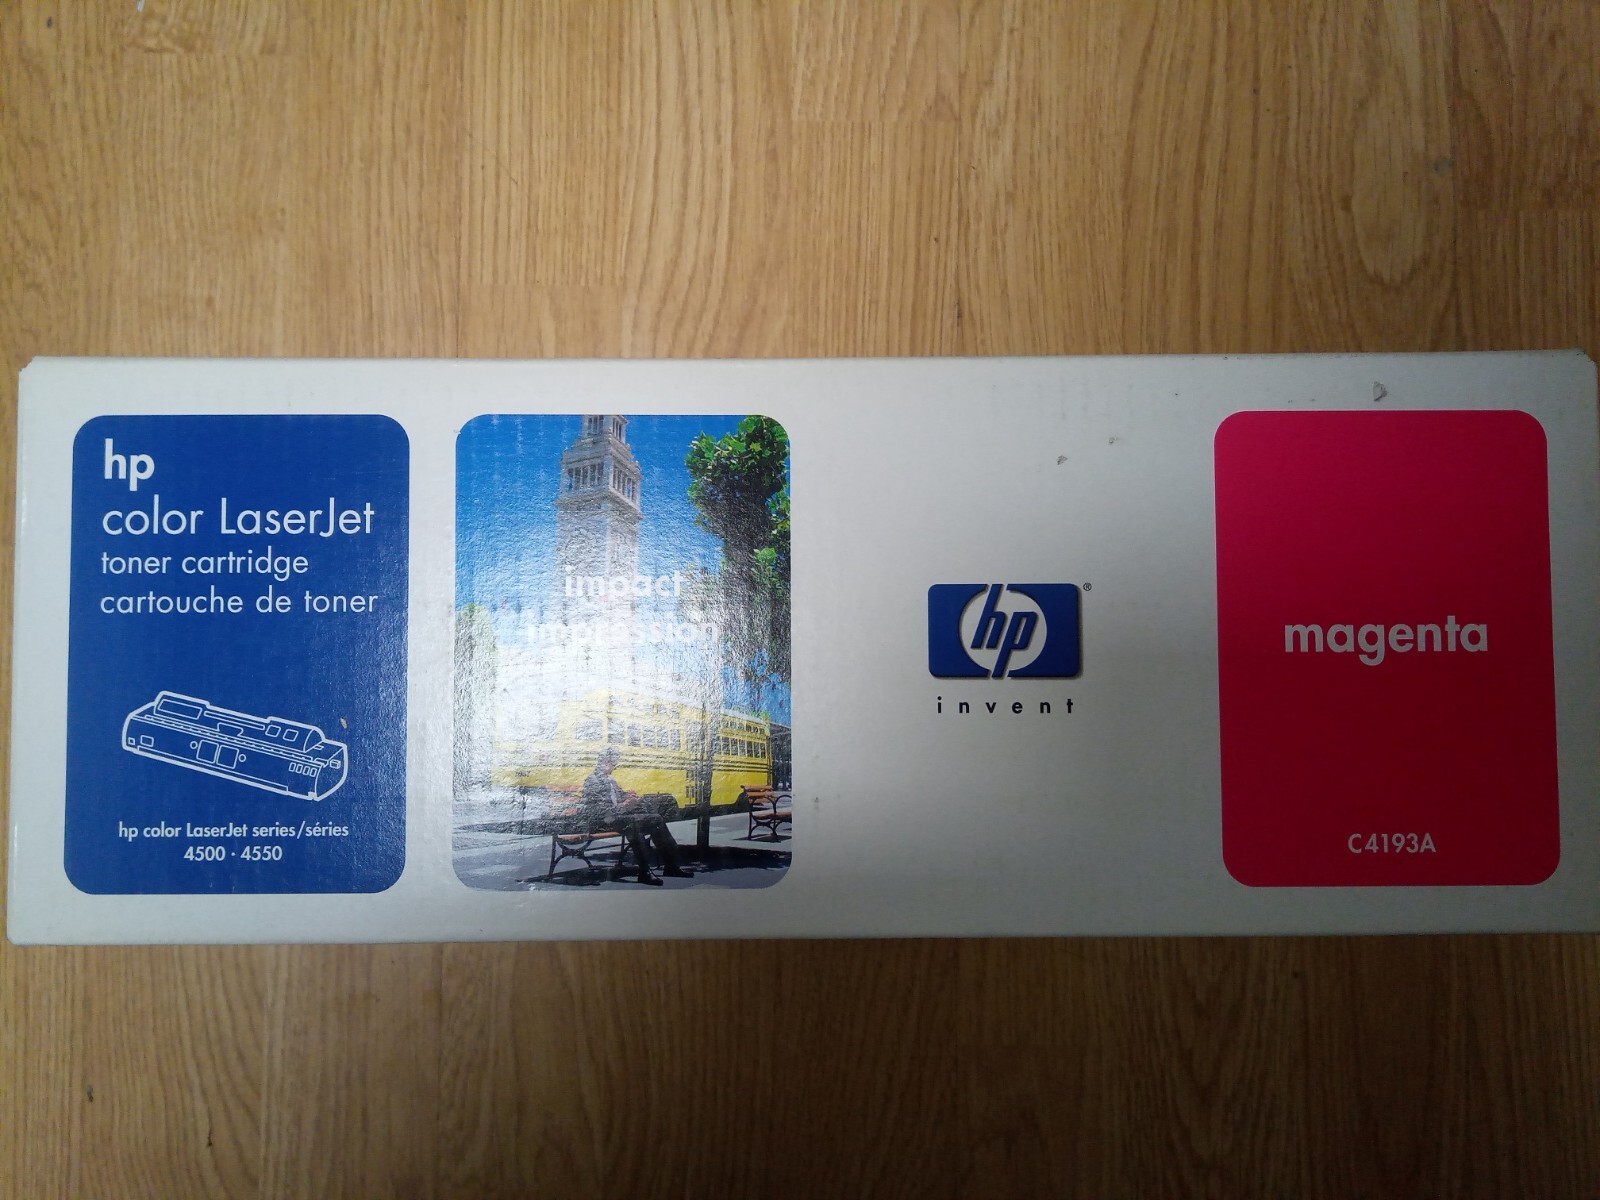 hp
color LaserJet
toner cartridge
cartouche de toner
hp color LaserJet series/séries
4500 · 4550
impact
impression
hp®
invent
magenta
C4193A